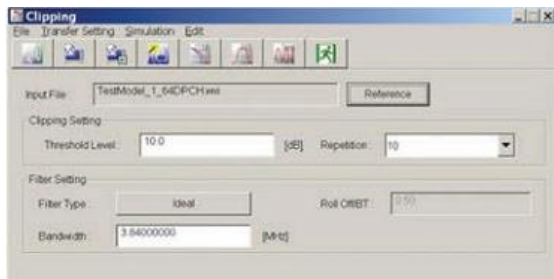 Clipping
File Transfer Setting Simulation Edit
Input File : TestModel_1_64DPCH.wvi Reference
Clipping Setting
Threshold Level : 10.0 [dB] Repetition : 10
Filter Setting
Filter Type : Ideal Roll Off/BT : 0.50
Bandwidth : 3.84000000 [MHz]